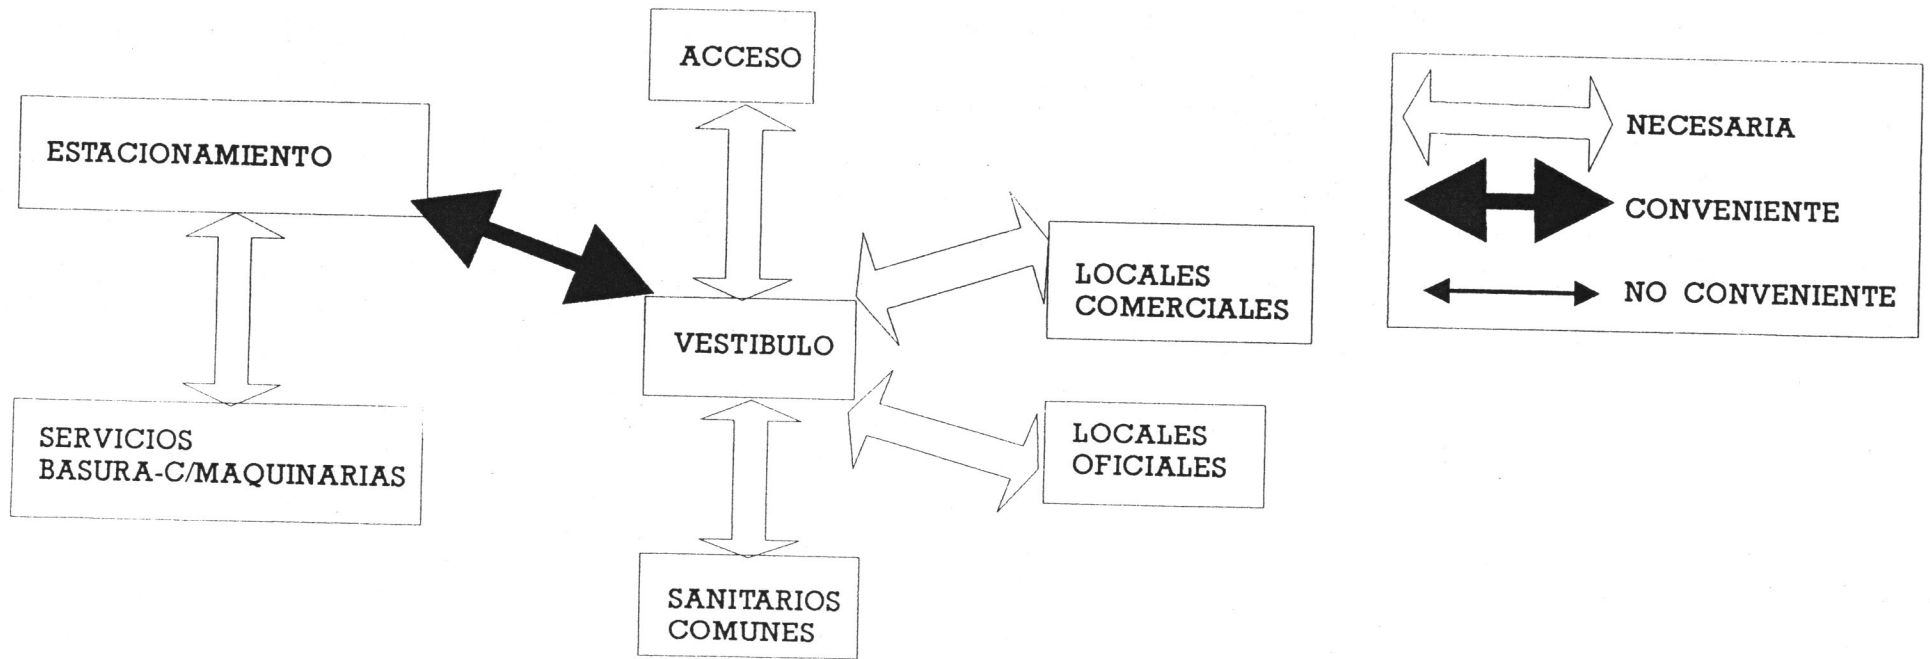 ACCESO
ESTACIONAMIENTO
NECESARIA
CONVENIENTE
NO CONVENIENTE
LOCALES
COMERCIALES
VESTIBULO
SERVICIOS
BASURA-C/MAQUINARIAS
LOCALES
OFICIALES
SANITARIOS
COMUNES